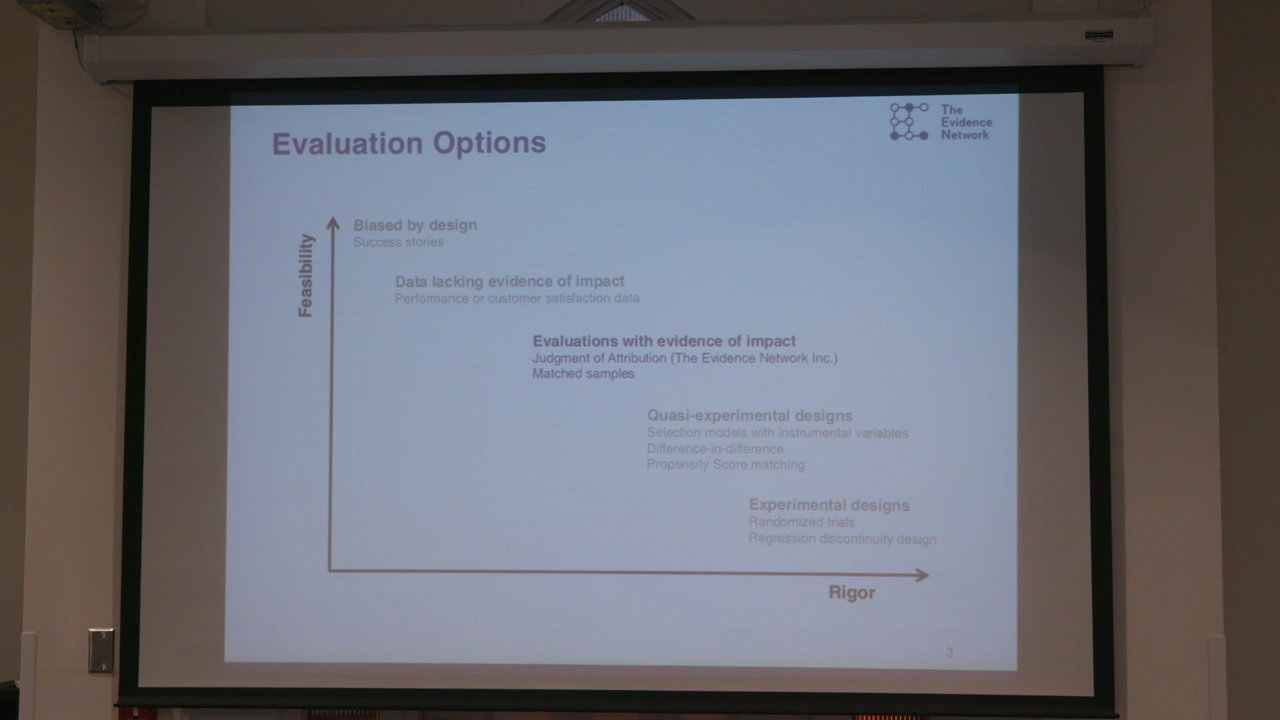 Evaluation Options
The
Evidence
Network
Feasibility
Biased by design
Success stories
Data lacking evidence of impact
Performance or customer satisfaction data
Evaluations with evidence of impact
Judgment of Attribution (The Evidence Network Inc.)
Matched samples
Quasi-experimental designs
Selection models with instrumental variables
Difference-in-difference
Propensity Score matching
Experimental designs
Randomized trials
Regression discontinuity design
Rigor
3